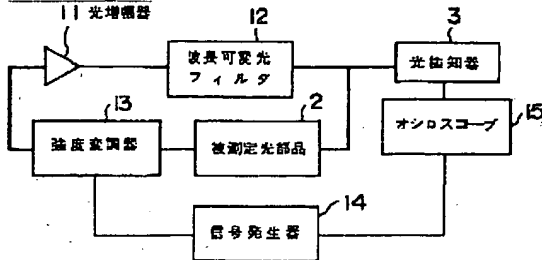 11 光増幅器
12
波長可変光
フィルタ
3
光検知器
13
強度変調器
2
被測定光部品
15
オシロスコープ
14
信号発生器